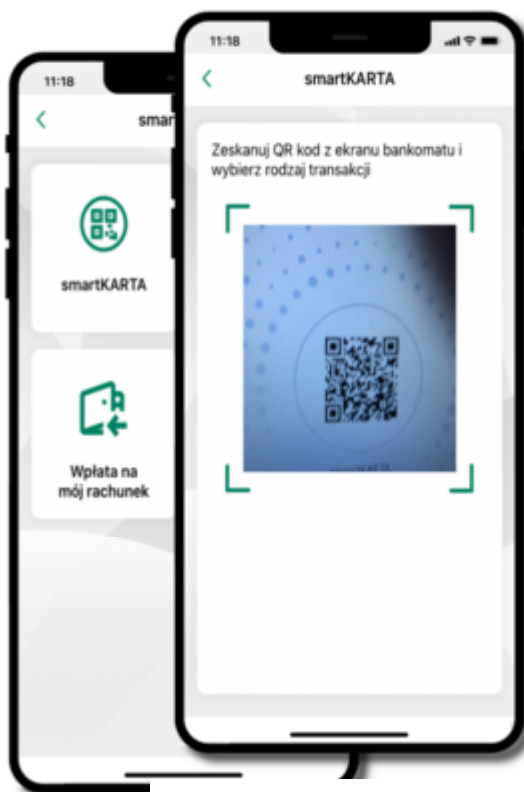 11:18
smar
smartKARTA
Wpłata na
mój rachunek
11:18
smartKARTA
Zeskanuj QR kod z ekranu bankomatu i
wybierz rodzaj transakcji
smartKARTA